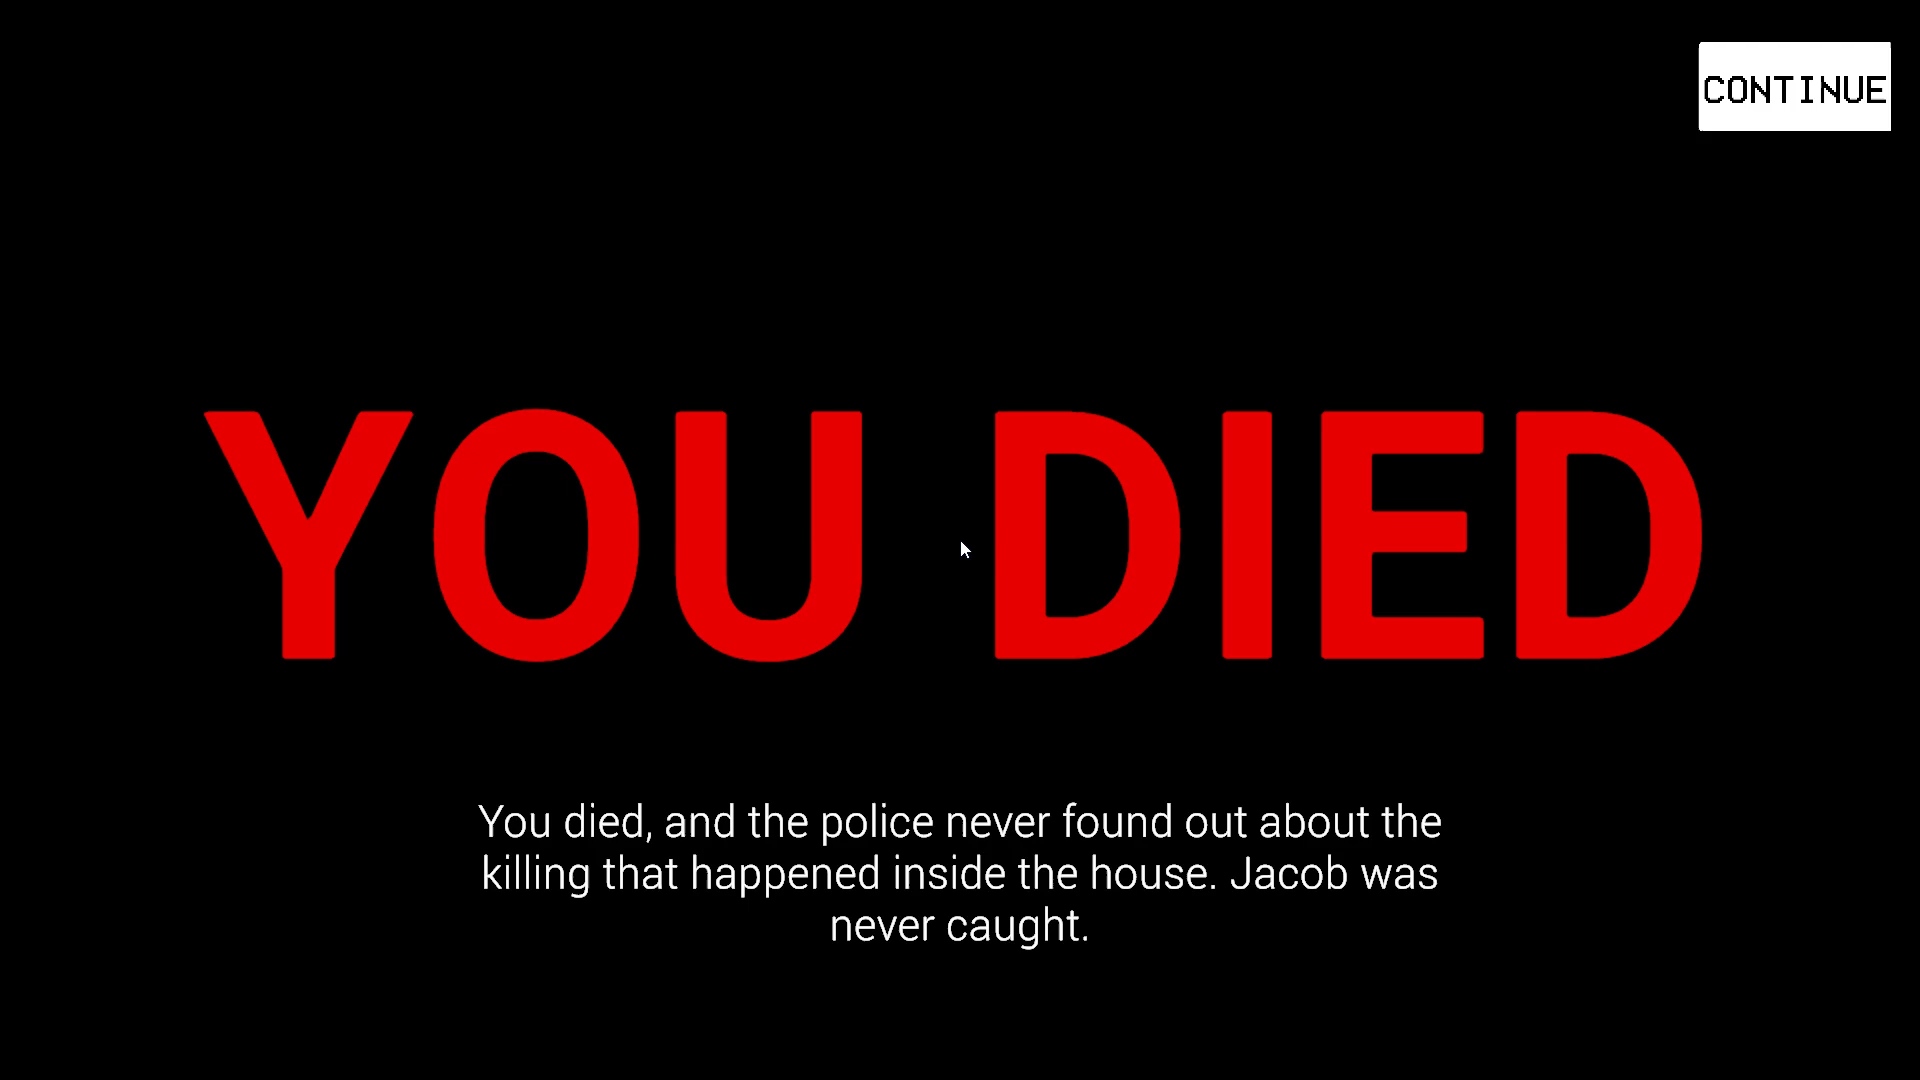 CONTINUE
YOU DIED
You died, and the police never found out about the
killing that happened inside the house. Jacob was
never caught.